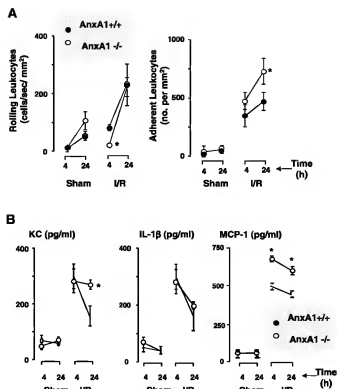 A
AnxA1+/+
AnxA1 -/-
Rolling Leukocytes
(cells/sec/ mm²)
400
300
200
100
0
*
4 24 4 24
Sham I/R
Adherent Leukocytes
(no. per mm²)
1000
500
0
*
4 24 4 24
Sham I/R
Time
(h)
B
KC (pg/ml)
400
200
0
*
4 24 4 24
Sham I/R
IL-1β (pg/ml)
400
200
0
4 24 4 24
Sham I/R
MCP-1 (pg/ml)
750
500
250
0
* *
AnxA1+/+
AnxA1 -/-
4 24 4 24
Sham I/R
Time
(h)